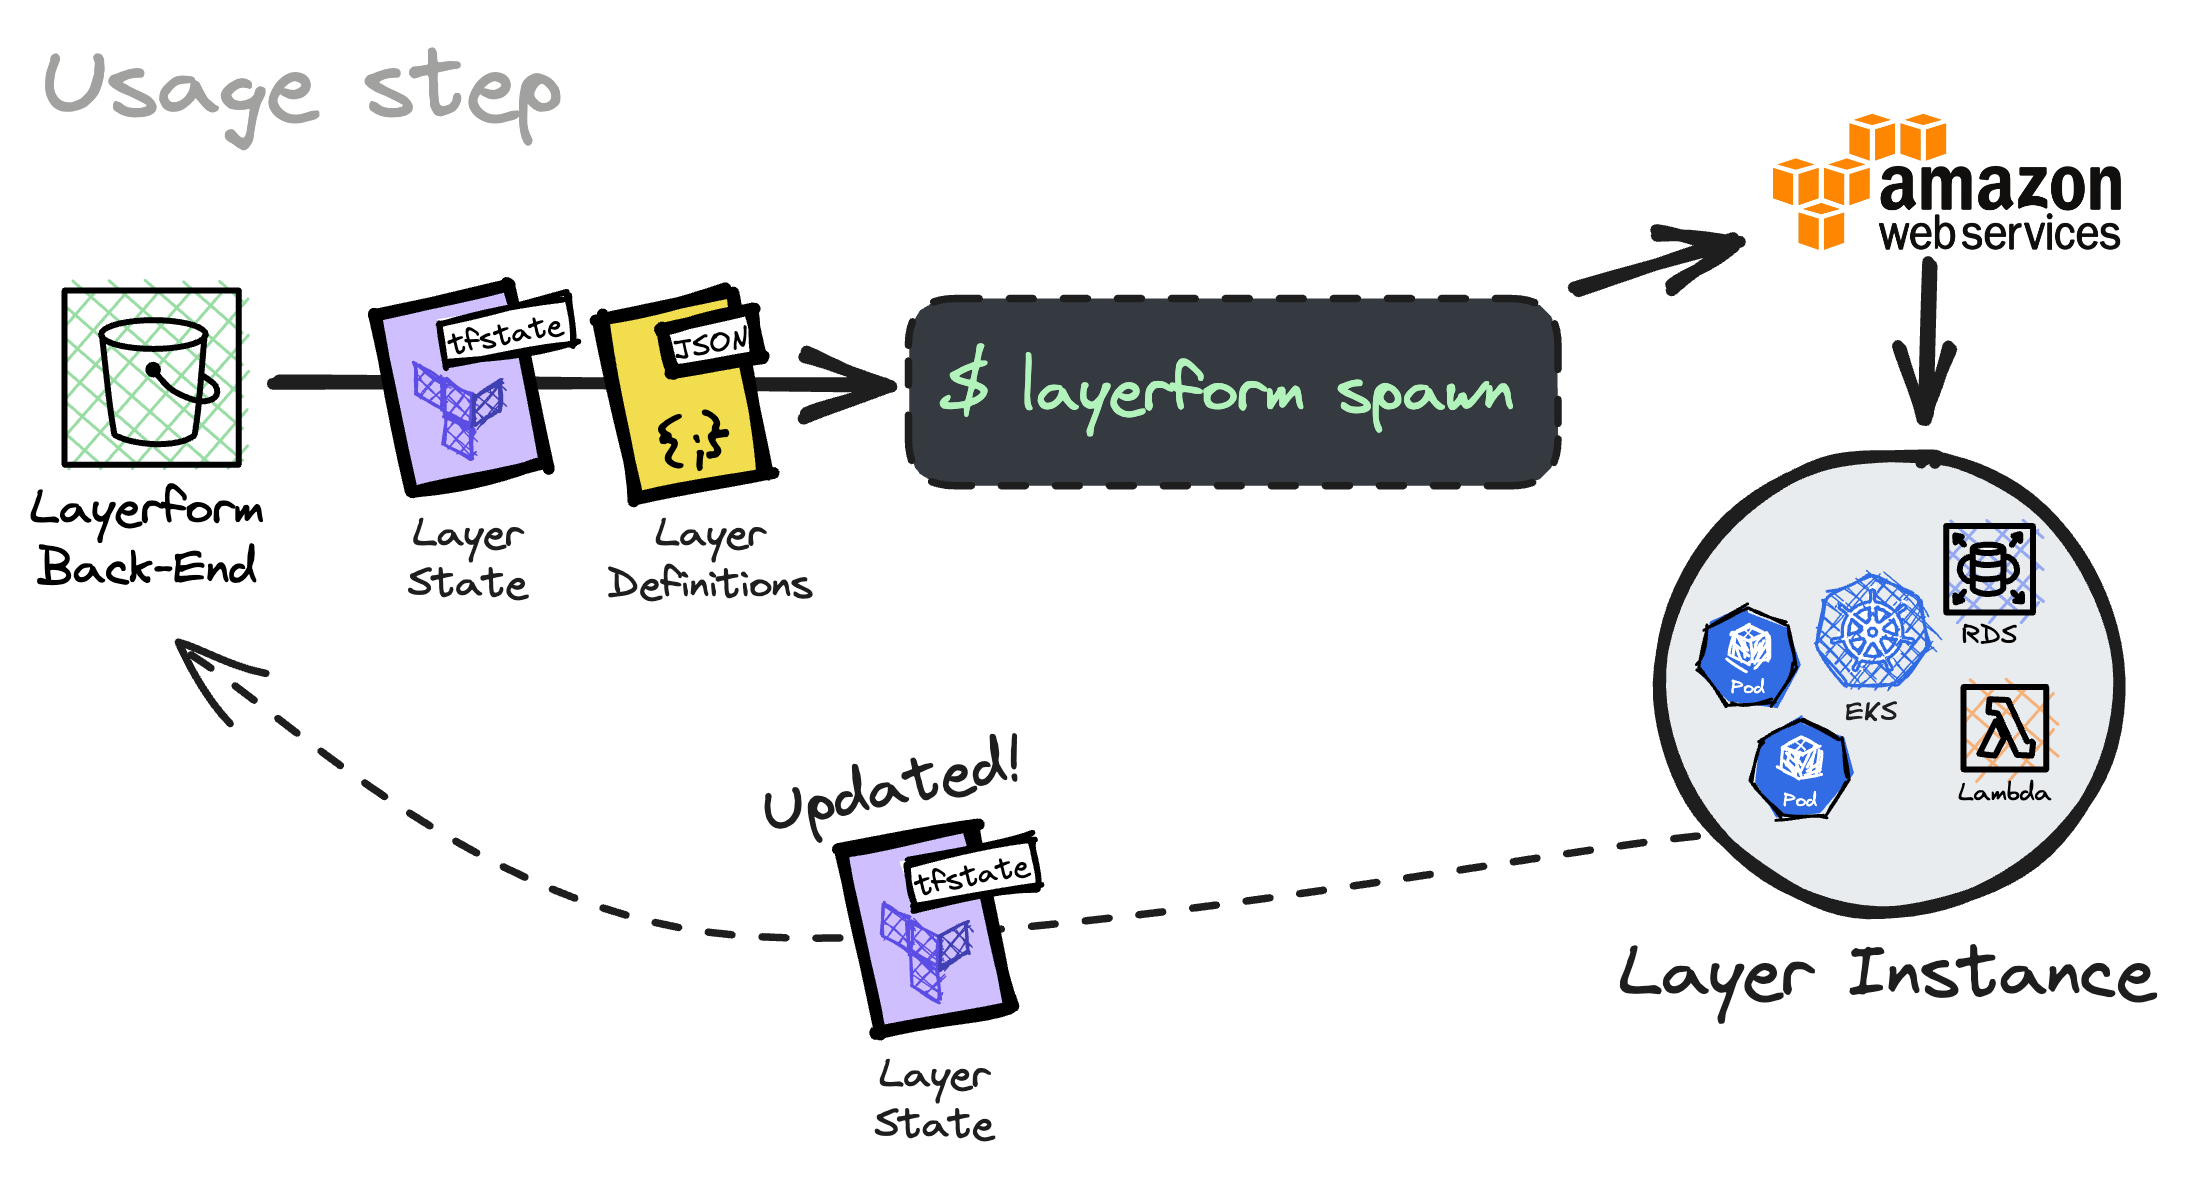 Usage step
amazon
web services
tfstate
JSON
{;}
$ layerform spawn
Layerform
Back-End
Layer
State
Layer
Definitions
RDS
Pod
EKS
Pod
Lambda
Updated!
tfstate
Layer Instance
Layer
State